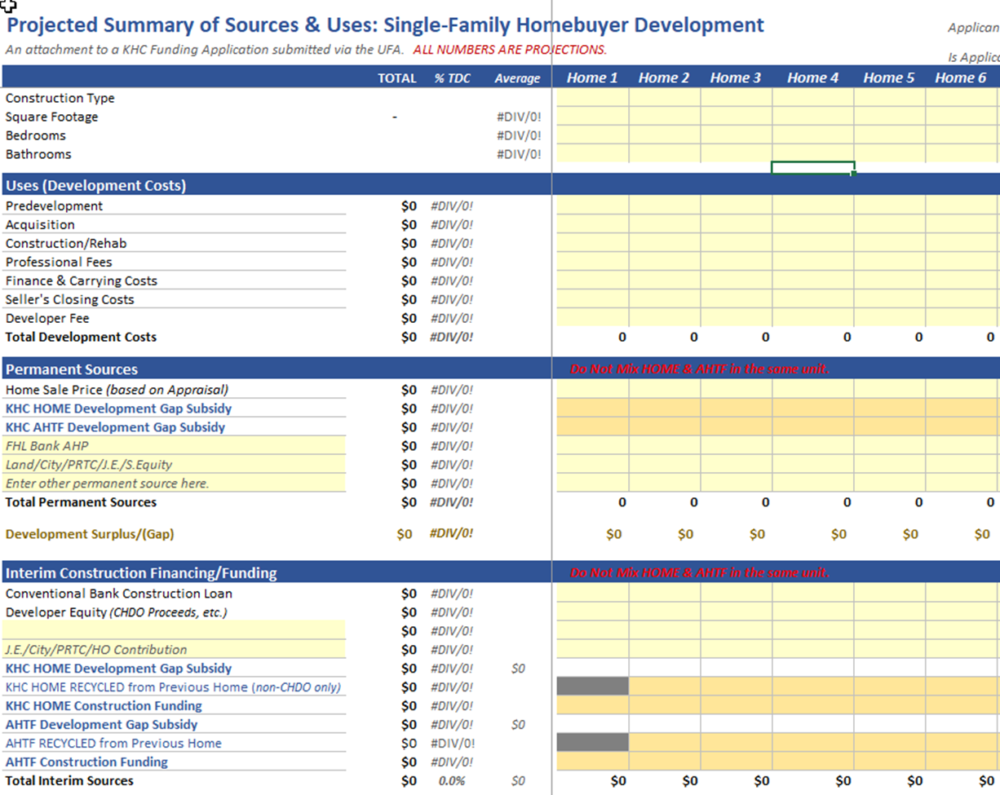 Projected Summary of Sources & Uses: Single-Family Homebuyer Development
Applican
An attachment to a KHC Funding Application submitted via the UFA. ALL NUMBERS ARE PROJECTIONS.
Is Applica
TOTAL % TDC Average Home 1 Home 2 Home 3 Home 4 Home 5 Home 6
Construction Type
Square Footage - #DIV/0!
Bedrooms #DIV/0!
Bathrooms #DIV/0!
Uses (Development Costs)
Predevelopment $0 #DIV/0!
Acquisition $0 #DIV/0!
Construction/Rehab $0 #DIV/0!
Professional Fees $0 #DIV/0!
Finance & Carrying Costs $0 #DIV/0!
Seller's Closing Costs $0 #DIV/0!
Developer Fee $0 #DIV/0!
Total Development Costs $0 #DIV/0! 0 0 0 0 0 0
Permanent Sources Do Not Mix HOME & AHTF in the same unit.
Home Sale Price (based on Appraisal) $0 #DIV/0!
KHC HOME Development Gap Subsidy $0 #DIV/0!
KHC AHTF Development Gap Subsidy $0 #DIV/0!
FHL Bank AHP $0 #DIV/0!
Land/City/PRTC/J.E./S.Equity $0 #DIV/0!
Enter other permanent source here. $0 #DIV/0!
Total Permanent Sources $0 #DIV/0! 0 0 0 0 0 0
Development Surplus/(Gap) $0 #DIV/0! $0 $0 $0 $0 $0 $0
Interim Construction Financing/Funding Do Not Mix HOME & AHTF in the same unit.
Conventional Bank Construction Loan $0 #DIV/0!
Developer Equity (CHDO Proceeds, etc.) $0 #DIV/0!
$0 #DIV/0!
J.E./City/PRTC/HO Contribution $0 #DIV/0!
KHC HOME Development Gap Subsidy $0 #DIV/0! $0
KHC HOME RECYCLED from Previous Home (non-CHDO only) $0 #DIV/0!
KHC HOME Construction Funding $0 #DIV/0!
AHTF Development Gap Subsidy $0 #DIV/0! $0
AHTF RECYCLED from Previous Home $0 #DIV/0!
AHTF Construction Funding $0 #DIV/0!
Total Interim Sources $0 0.0% $0 $0 $0 $0 $0 $0 $0